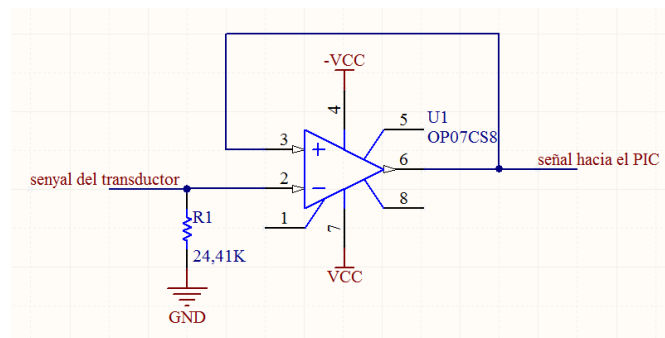 -VCC
4
5
U1
OP07CS8
3
+
6
señal hacia el PIC
senyal del transductor
2
−
1
8
R1
7
24,41K
VCC
GND